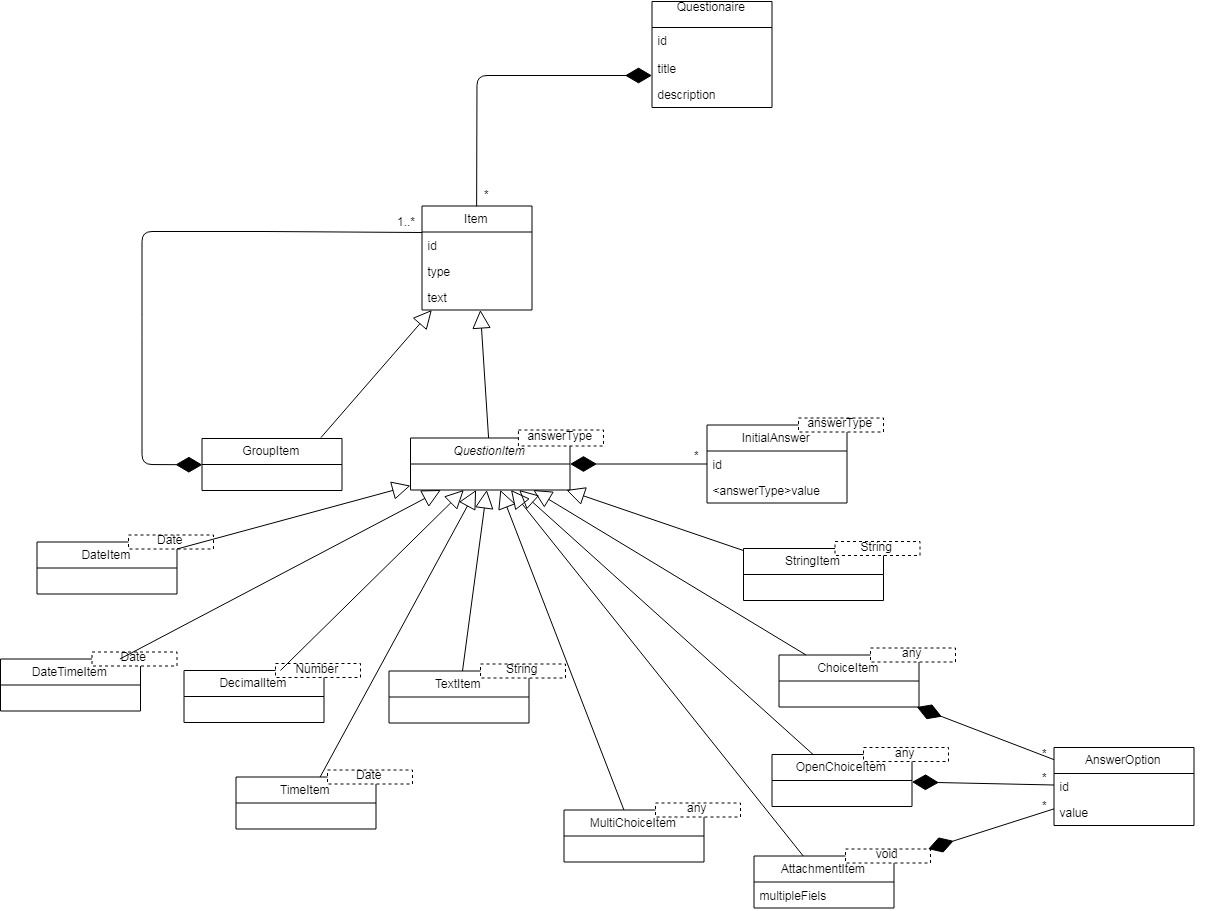 Questionaire
id
title
description
*
1..*
Item
id
type
text
GroupItem
answerType
QuestionItem
*
answerType
InitialAnswer
id
<answerType>value
Date
DateItem
String
StringItem
Date
DateTimeItem
Number
DecimalItem
String
TextItem
any
ChoiceItem
Date
TimeItem
any
MultiChoiceItem
any
OpenChoiceItem
void
AttachmentItem
multipleFiels
*
*
*
AnswerOption
id
value